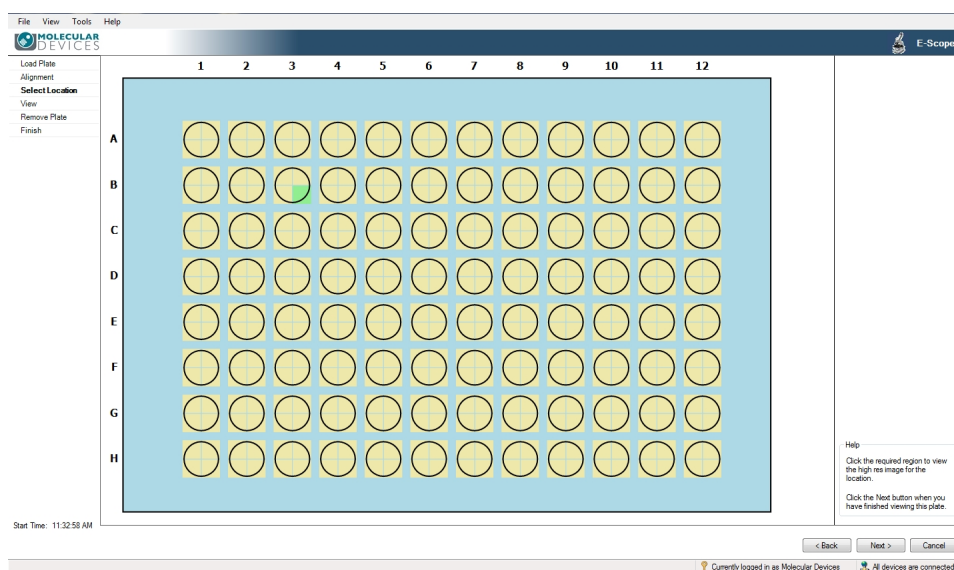 File View Tools Help
MOLECULAR
DEVICES
E-Scope
Load Plate
Alignment
Select Location
View
Remove Plate
Finish
1 2 3 4 5 6 7 8 9 10 11 12
A
B
C
D
E
F
G
H
Help
Click the required region to view
the high res image for the
location.
Click the Next button when you
have finished viewing this plate.
Start Time: 11:32:58 AM
< Back Next > Cancel
Currently logged in as Molecular Devices All devices are connected